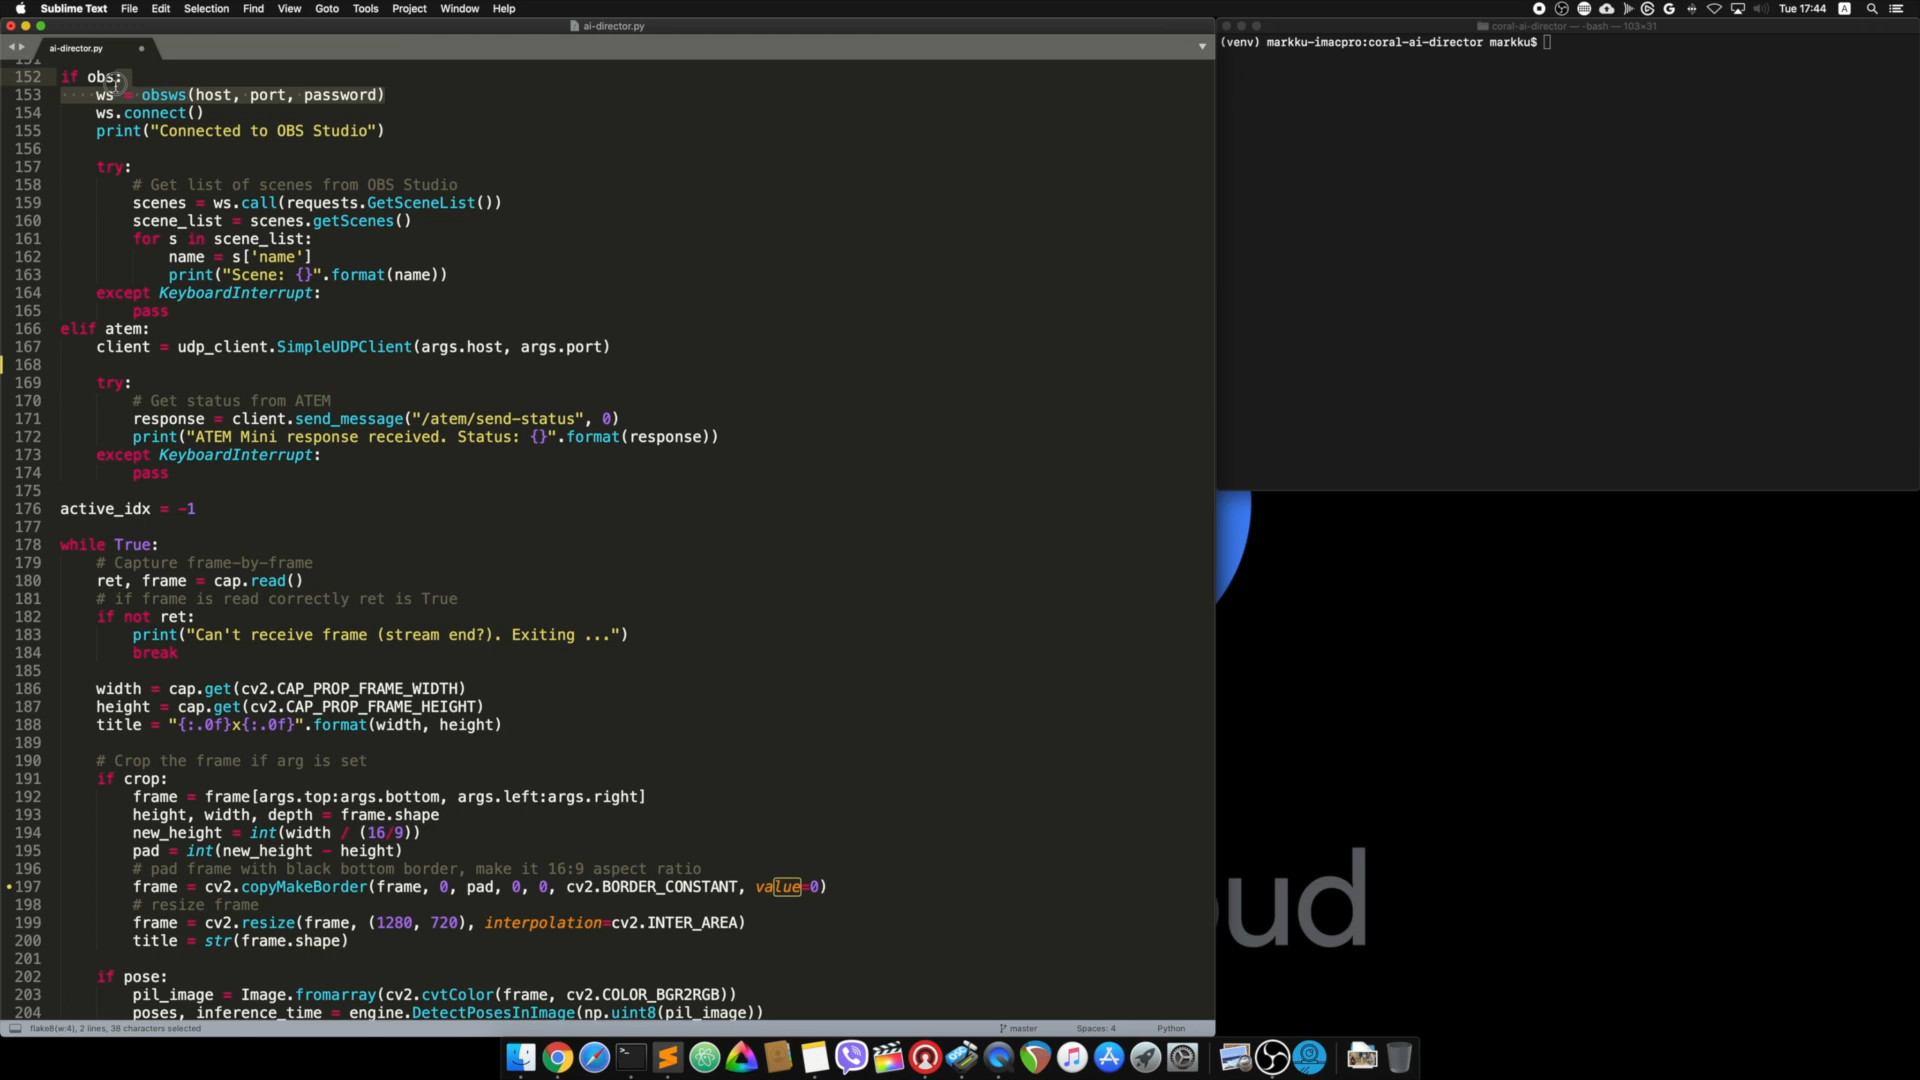 Sublime Text File Edit Selection Find View Goto Tools Project Window Help
Tue 17:44 A
ai-director.py
coral-ai-director — -bash — 103×31
ai-director.py
(venv) markku-imacpro:coral-ai-director markku$
151
152 if obs:
153 ws = obsws(host, port, password)
154 ws.connect()
155 print("Connected to OBS Studio")
156
157 try:
158 # Get list of scenes from OBS Studio
159 scenes = ws.call(requests.GetSceneList())
160 scene_list = scenes.getScenes()
161 for s in scene_list:
162 name = s['name']
163 print("Scene: {}".format(name))
164 except KeyboardInterrupt:
165 pass
166 elif atem:
167 client = udp_client.SimpleUDPClient(args.host, args.port)
168
169 try:
170 # Get status from ATEM
171 response = client.send_message("/atem/send-status", 0)
172 print("ATEM Mini response received. Status: {}".format(response))
173 except KeyboardInterrupt:
174 pass
175
176 active_idx = -1
177
178 while True:
179 # Capture frame-by-frame
180 ret, frame = cap.read()
181 # if frame is read correctly ret is True
182 if not ret:
183 print("Can't receive frame (stream end?). Exiting ...")
184 break
185
186 width = cap.get(cv2.CAP_PROP_FRAME_WIDTH)
187 height = cap.get(cv2.CAP_PROP_FRAME_HEIGHT)
188 title = "{:.0f}x{:.0f}".format(width, height)
189
190 # Crop the frame if arg is set
191 if crop:
192 frame = frame[args.top:args.bottom, args.left:args.right]
193 height, width, depth = frame.shape
194 new_height = int(width / (16/9))
195 pad = int(new_height - height)
196 # pad frame with black bottom border, make it 16:9 aspect ratio
197 frame = cv2.copyMakeBorder(frame, 0, pad, 0, 0, cv2.BORDER_CONSTANT, value=0)
198 # resize frame
199 frame = cv2.resize(frame, (1280, 720), interpolation=cv2.INTER_AREA)
200 title = str(frame.shape)
201
202 if pose:
203 pil_image = Image.fromarray(cv2.cvtColor(frame, cv2.COLOR_BGR2RGB))
204 poses, inference_time = engine.DetectPosesInImage(np.uint8(pil_image))
oud
flake8(w:4), 2 lines, 38 characters selected
master Spaces: 4 Python